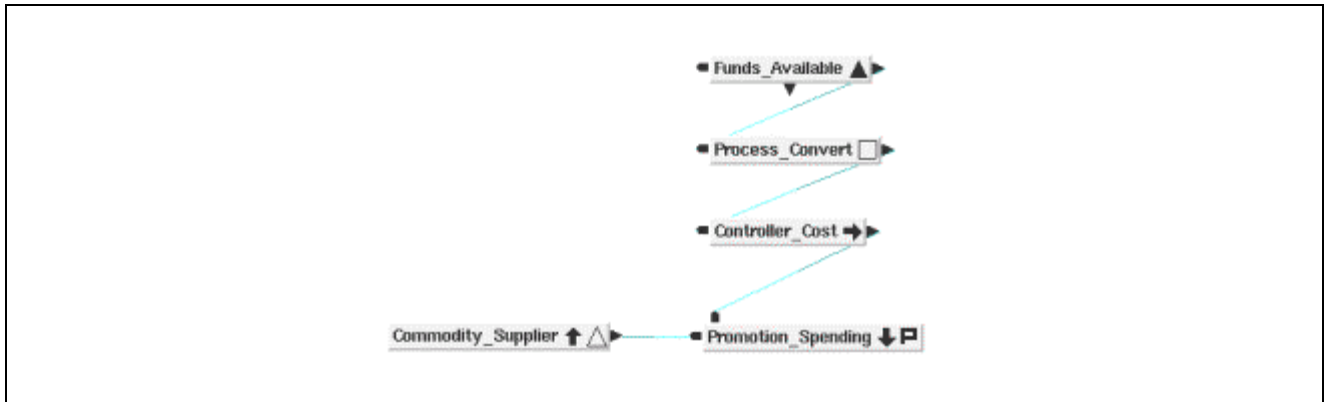 Funds_Available
Process_Convert
Controller_Cost
Commodity_Supplier
Promotion_Spending